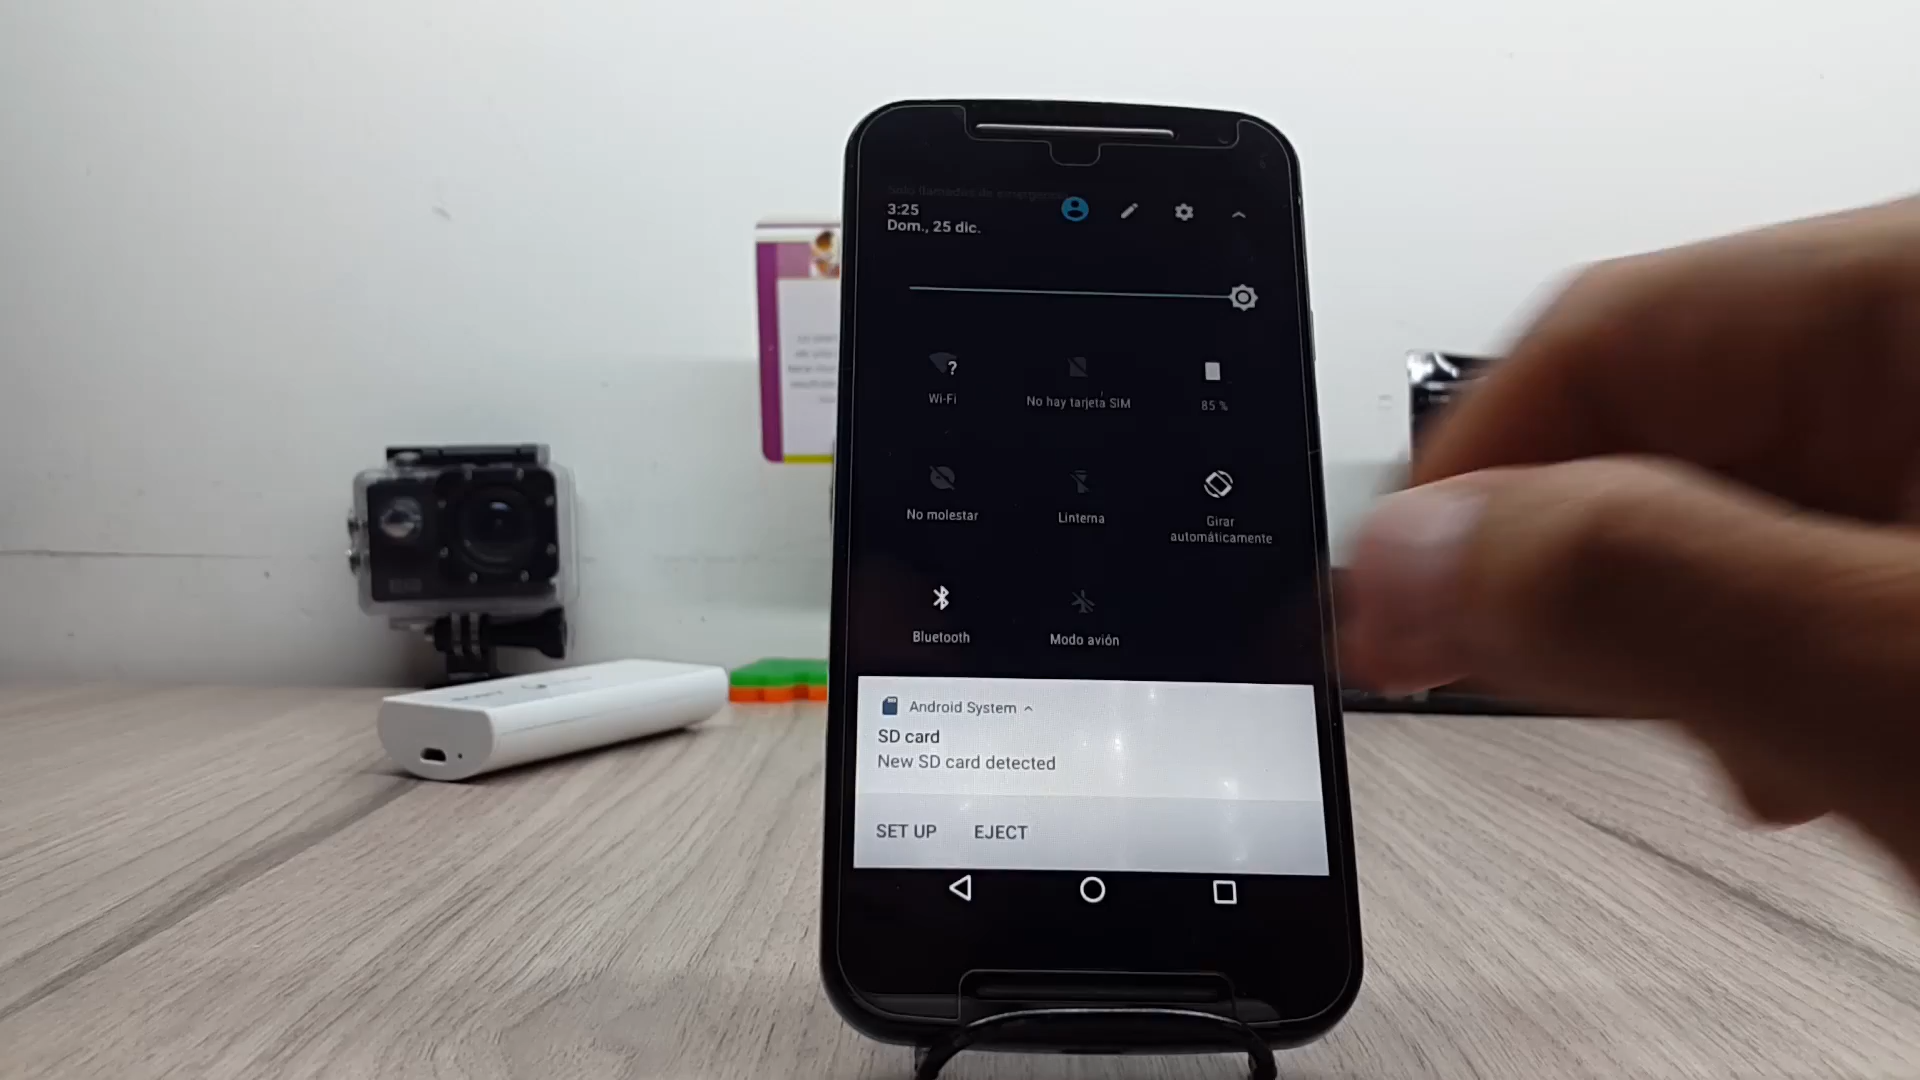 3:25
Dom., 25 dic.
Wi-Fi
No hay tarjeta SIM
85 %
No molestar
Linterna
Girar
automáticamente
Bluetooth
Modo avión
Android System
SD card
New SD card detected
SET UP EJECT